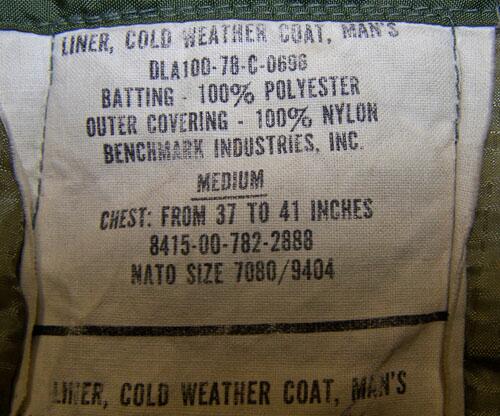 LINER, COLD WEATHER COAT, MAN'S
DLA100-78-C-0696
BATTING - 100% POLYESTER
OUTER COVERING - 100% NYLON
BENCHMARK INDUSTRIES, INC.
MEDIUM
CHEST: FROM 37 TO 41 INCHES
8415-00-782-2888
NATO SIZE 7080/9404
LINER, COLD WEATHER COAT, MAN'S